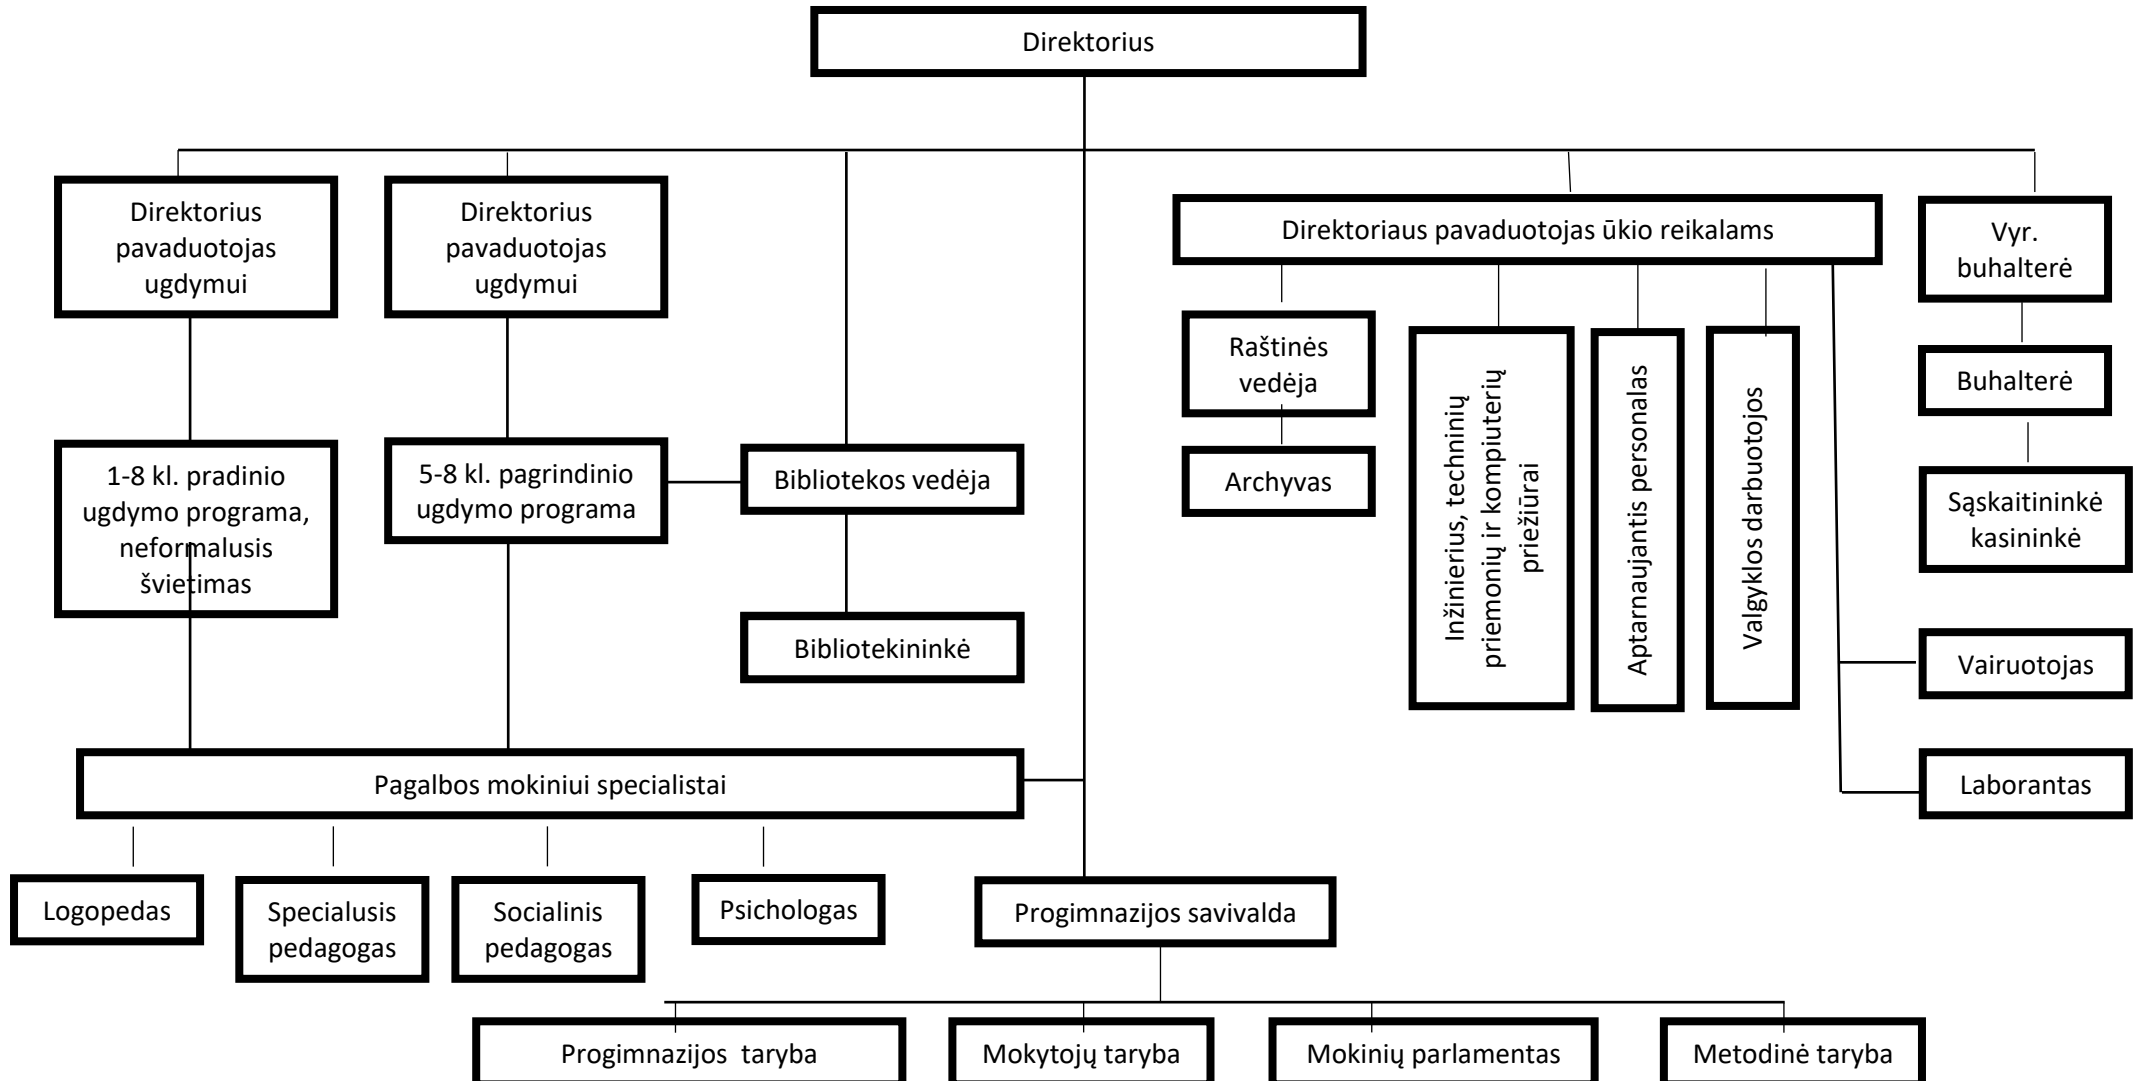 Direktorius
Direktorius
pavaduotojas
ugdymui
Direktorius
pavaduotojas
ugdymui
Direktoriaus pavaduotojas ūkio reikalams
Vyr.
buhalterė
Raštinės
vedėja
Archyvas
Inžinierius, techninių
priemonių ir kompiuterių
priežiūrai
Aptarnaujantis personalas
Valgyklos darbuotojos
Buhalterė
Sąskaitininkė
kasininkė
1-8 kl. pradinio
ugdymo programa,
neformalusis
švietimas
5-8 kl. pagrindinio
ugdymo programa
Bibliotekos vedėja
Bibliotekininkė
Vairuotojas
Laborantas
Pagalbos mokiniui specialistai
Logopedas
Specialusis
pedagogas
Socialinis
pedagogas
Psichologas
Progimnazijos savivalda
Progimnazijos  taryba
Mokytojų taryba
Mokinių parlamentas
Metodinė taryba